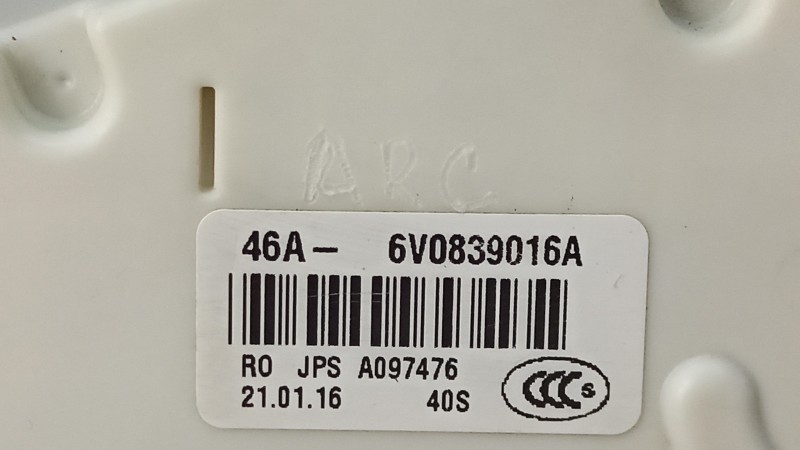 ARC
46A- 6V0839016A
RO JPS A097476
21.01.16 40S
CCC S